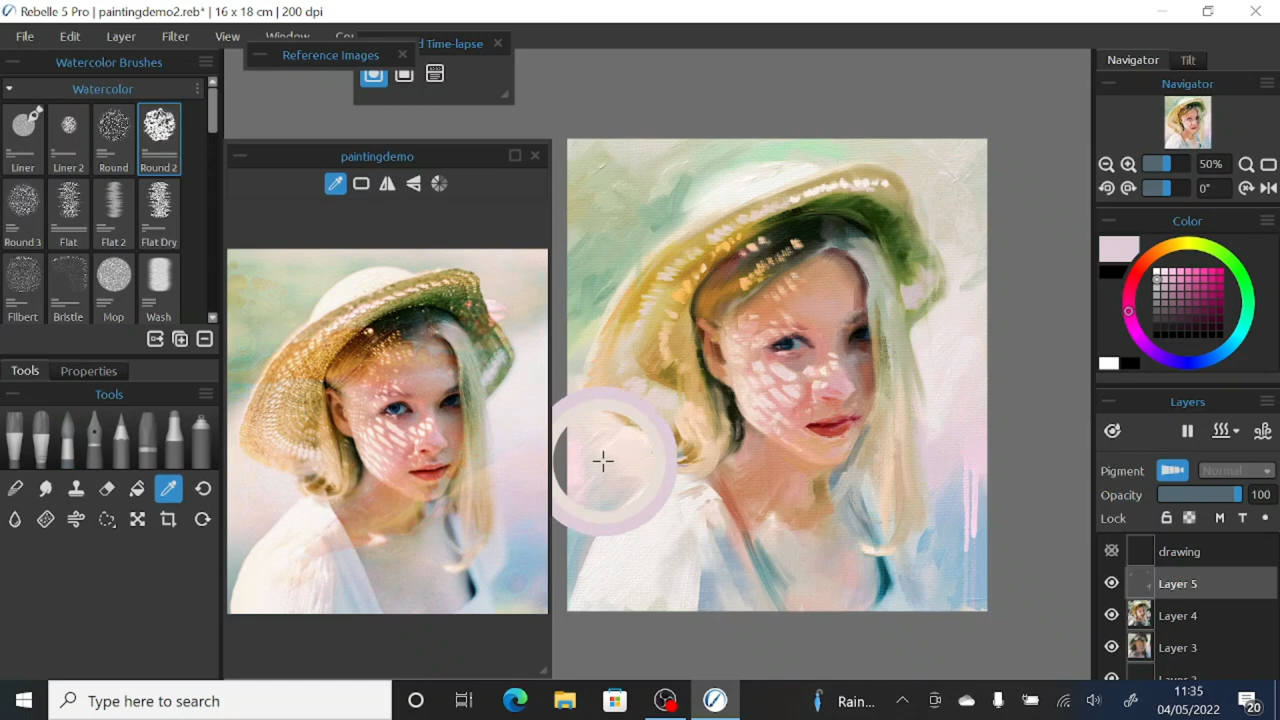 Rebelle 5 Pro | paintingdemo2.reb* | 16 x 18 cm | 200 dpi
File Edit Layer Filter View Window
Reference Images
d Time-lapse
Watercolor Brushes
Watercolor
Liner Liner 2 Round Round 2
Round 3 Flat Flat 2 Flat Dry
Filbert Bristle Mop Wash
Tools Properties
Tools
paintingdemo
Navigator Tilt
Navigator
50%
0°
Color
Layers
Pigment Normal
Opacity 100
Lock M T
drawing
Layer 5
Layer 4
Layer 3
Type here to search
Rain...
11:35
04/05/2022
20